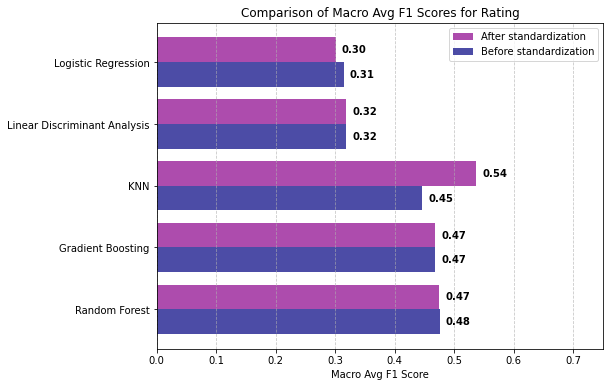 Comparison of Macro Avg F1 Scores for Rating
After standardization
Before standardization
Logistic Regression
0.30
0.31
Linear Discriminant Analysis
0.32
0.32
KNN
0.54
0.45
Gradient Boosting
0.47
0.47
Random Forest
0.47
0.48
0.0 0.1 0.2 0.3 0.4 0.5 0.6 0.7
Macro Avg F1 Score